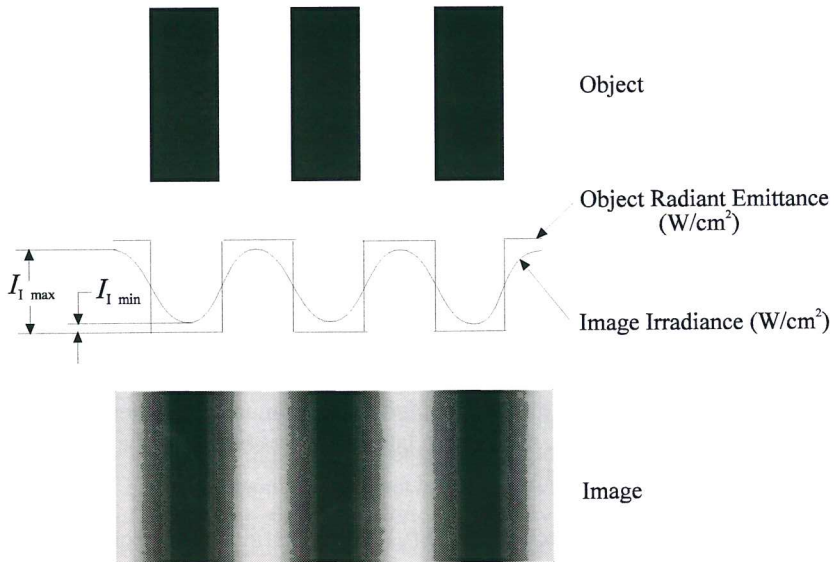 Object
Object Radiant Emittance
(W/cm²)
I_I max
I_I min
Image Irradiance (W/cm²)
Image